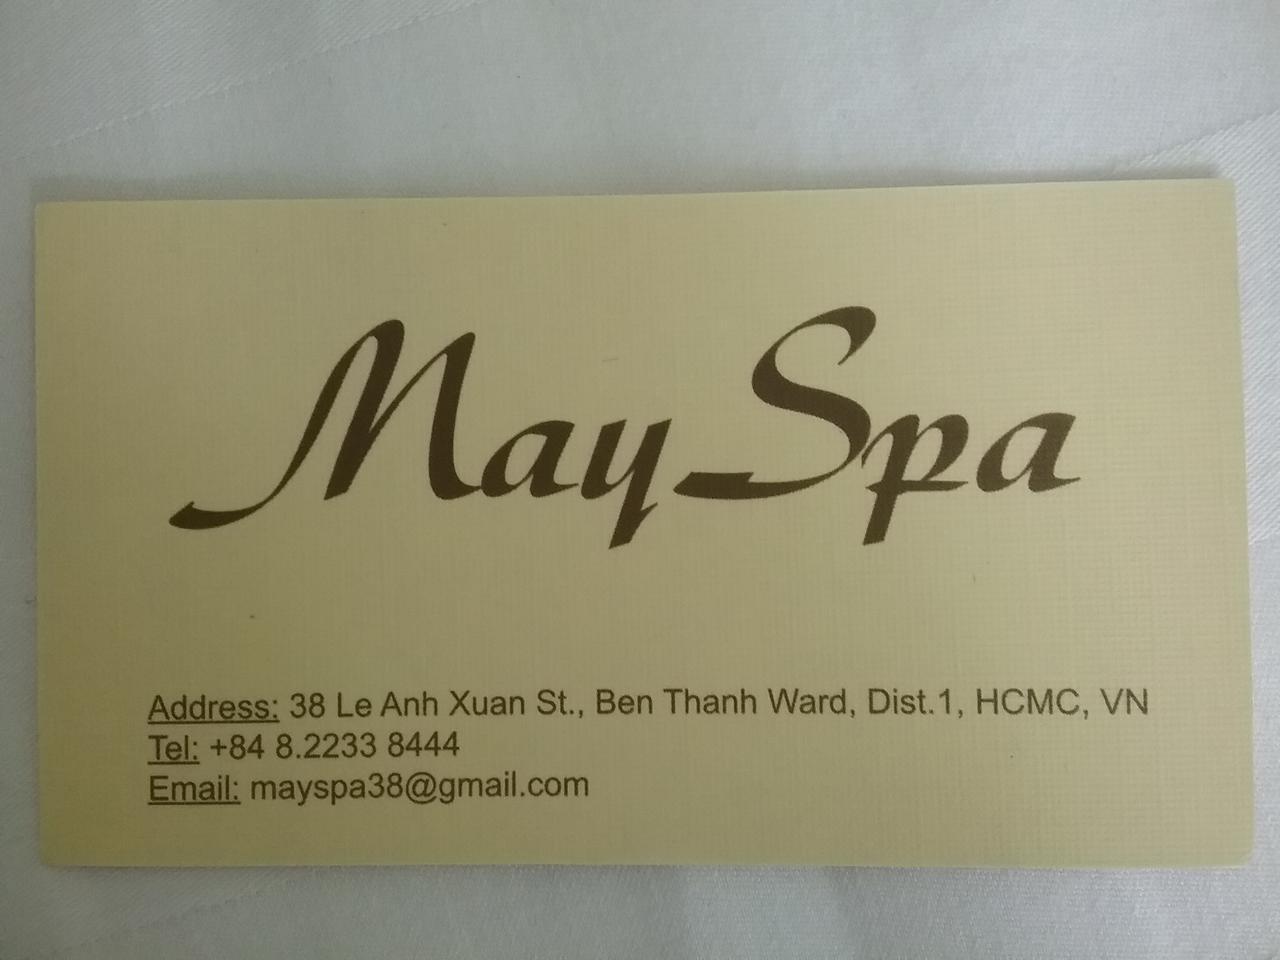 May Spa
Address: 38 Le Anh Xuan St., Ben Thanh Ward, Dist.1, HCMC, VN
Tel: +84 8.2233 8444
Email: mayspa38@gmail.com